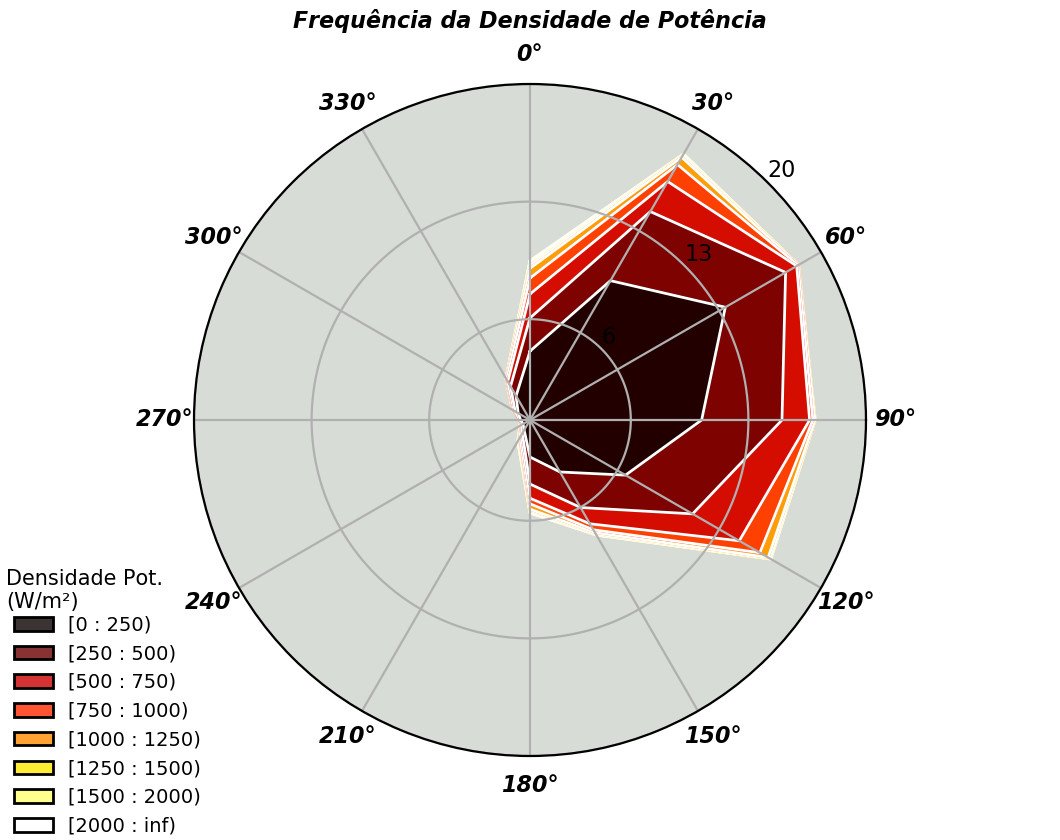 Frequência da Densidade de Potência
0°
330°
30°
20
300°
60°
13
6
270°
90°
240°
120°
210°
150°
180°
Densidade Pot.
(W/m²)
[0 : 250)
[250 : 500)
[500 : 750)
[750 : 1000)
[1000 : 1250)
[1250 : 1500)
[1500 : 2000)
[2000 : inf)